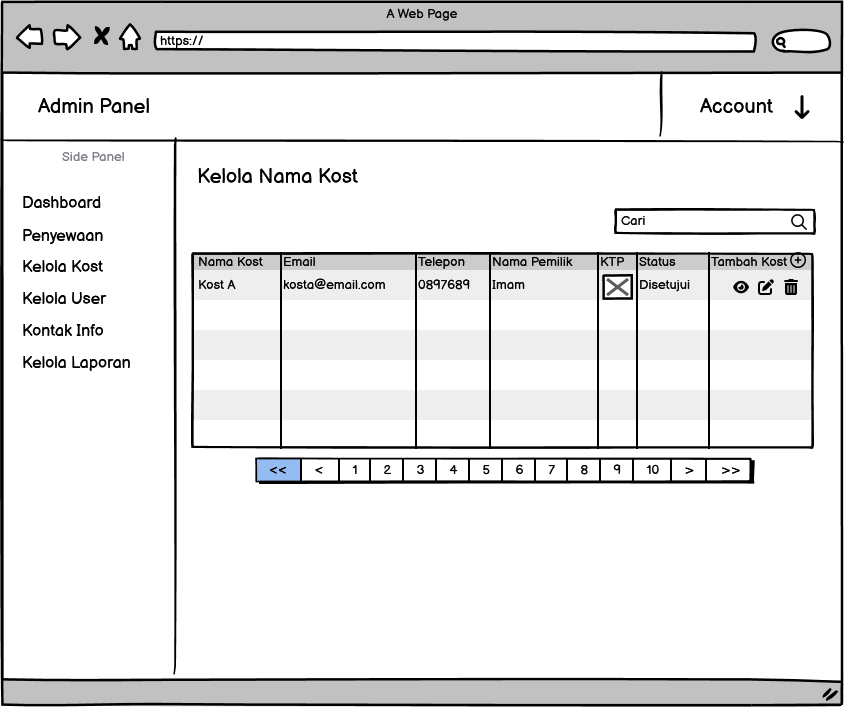 A Web Page
https://
Admin Panel
Account
Side Panel
Dashboard
Penyewaan
Kelola Kost
Kelola User
Kontak Info
Kelola Laporan
Kelola Nama Kost
Cari
Nama Kost Email Telepon Nama Pemilik KTP Status Tambah Kost
Kost A kosta@email.com 0897689 Imam Disetujui
<< < 1 2 3 4 5 6 7 8 9 10 > >>